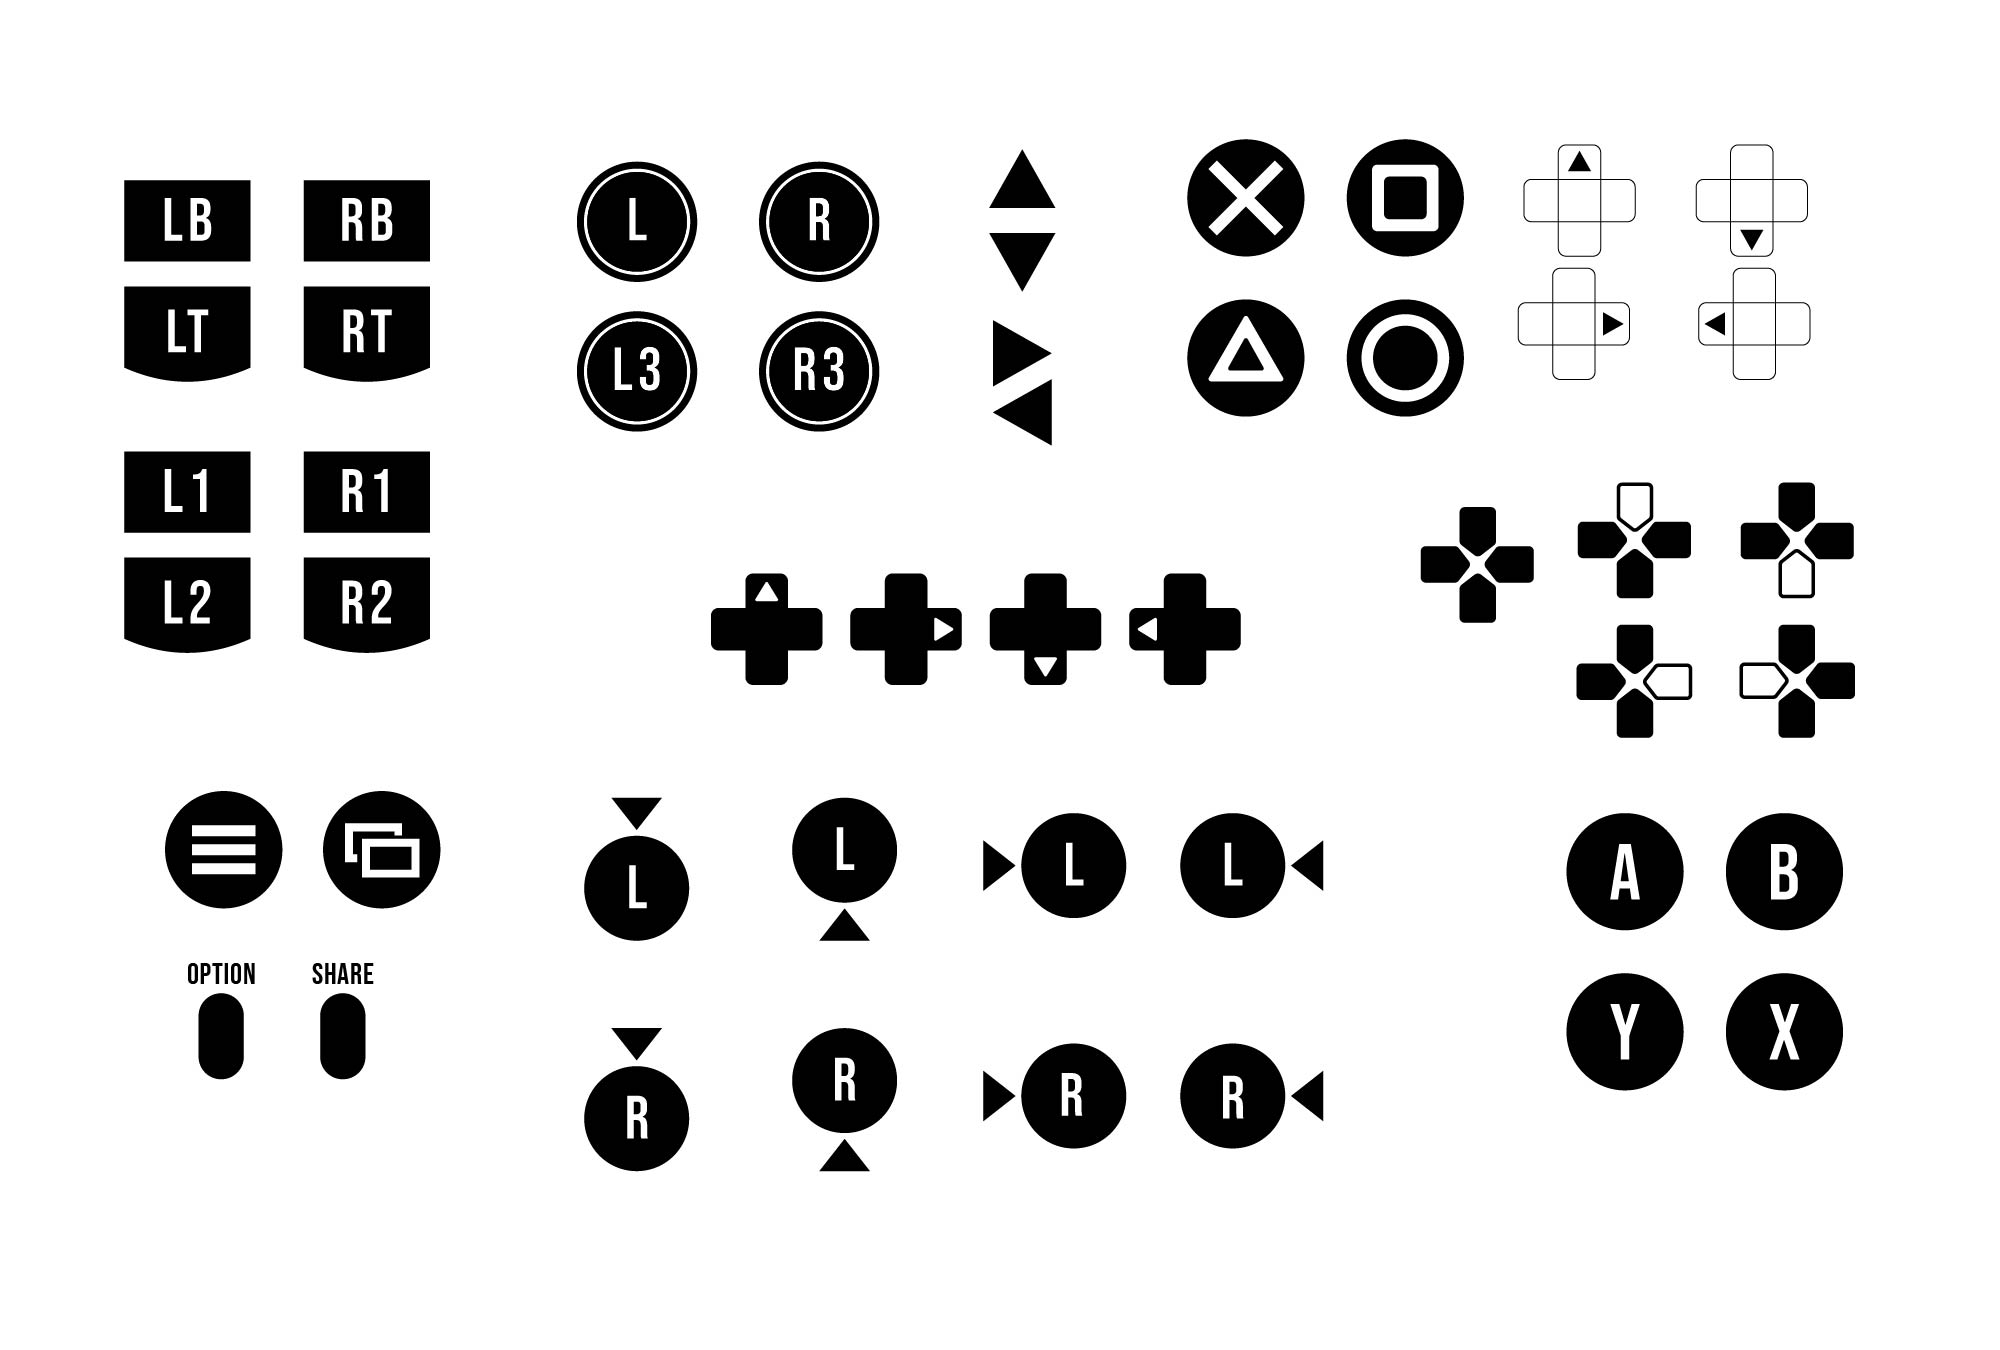 LB RB
LT RT
L1 R1
L2 R2
L R
L3 R3
OPTION SHARE
L L L L
R R R R
A B
Y X